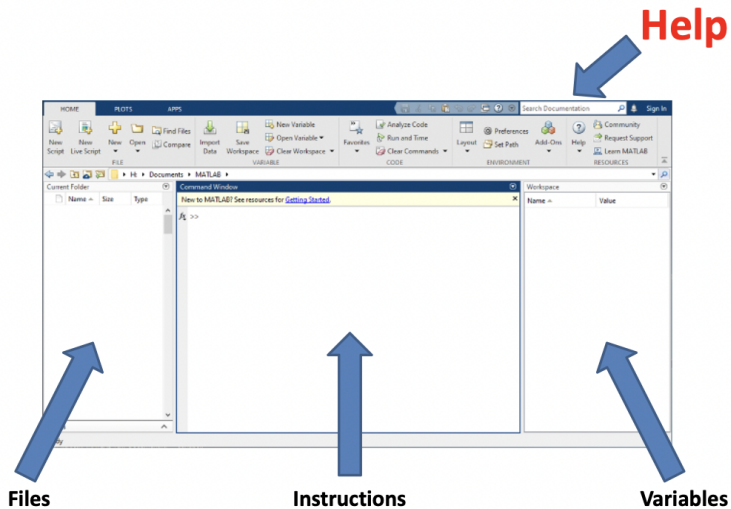 Help
HOME PLOTS APPS Search Documentation Sign In
New Script New Live Script New Open Find Files Compare Import Data Save Workspace New Variable Open Variable Clear Workspace Favorites Analyze Code Run and Time Clear Commands Layout Preferences Set Path Add-Ons Help Community Request Support Learn MATLAB
FILE VARIABLE CODE ENVIRONMENT RESOURCES
H: Documents MATLAB
Current Folder Command Window Workspace
Name Size Type New to MATLAB? See resources for Getting Started. Name Value
fx >>
Files Instructions Variables